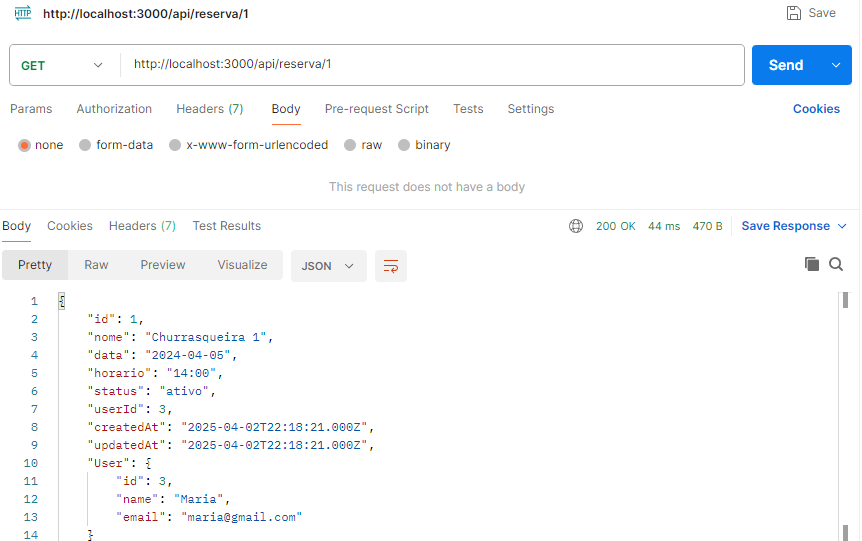 HTTP http://localhost:3000/api/reserva/1 Save
GET http://localhost:3000/api/reserva/1 Send
Params Authorization Headers (7) Body Pre-request Script Tests Settings Cookies
none form-data x-www-form-urlencoded raw binary
This request does not have a body
Body Cookies Headers (7) Test Results 200 OK 44 ms 470 B Save Response
Pretty Raw Preview Visualize JSON
1 {
2 "id": 1,
3 "nome": "Churrasqueira 1",
4 "data": "2024-04-05",
5 "horario": "14:00",
6 "status": "ativo",
7 "userId": 3,
8 "createdAt": "2025-04-02T22:18:21.000Z",
9 "updatedAt": "2025-04-02T22:18:21.000Z",
10 "User": {
11 "id": 3,
12 "name": "Maria",
13 "email": "maria@gmail.com"
14 }